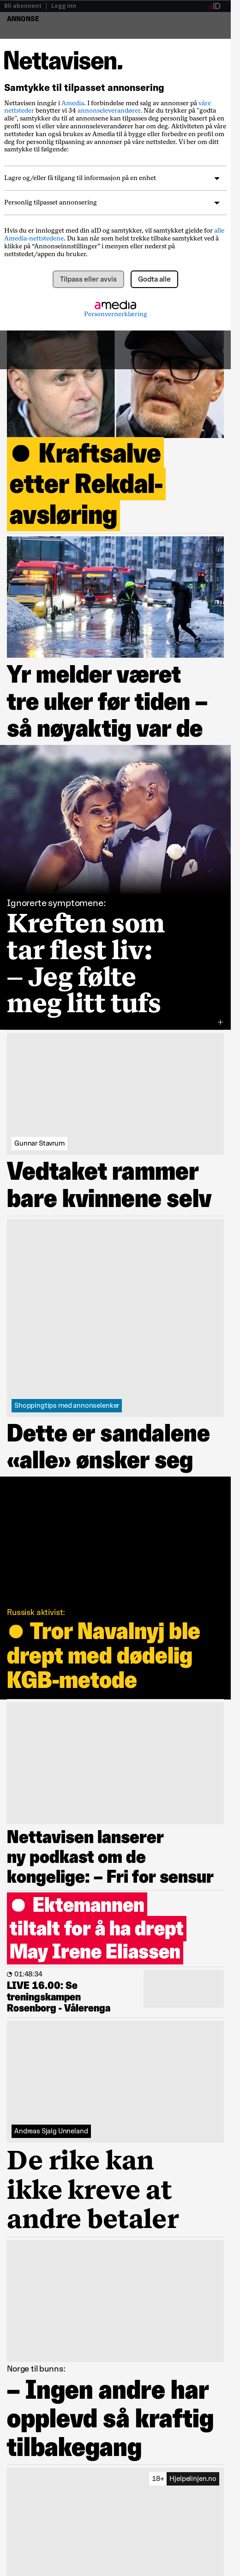 Bli abonnent | Logg inn
aID
ANNONSE
Nettavisen.
Samtykke til tilpasset annonsering
Nettavisen inngår i Amedia. I forbindelse med salg av annonser på våre
nettsteder benytter vi 34 annonseleverandører. Når du trykker på "godta
alle", samtykker du til at annonser kan tilpasses deg personlig basert på en
profil som vi eller våre annonseleverandører har om deg. Aktiviteten på våre
nettsteder kan også brukes av Amedia til å bygge eller forbedre en profil om
deg for personlig tilpasning av annonser på våre nettsteder. Vi ber om ditt
samtykke til følgende:
Lagre og/eller få tilgang til informasjon på en enhet
Personlig tilpasset annonsering
Hvis du er innlogget med din aID og samtykker, vil samtykket gjelde for alle
Amedia-nettstedene. Du kan når som helst trekke tilbake samtykket ved å
klikke på “Annonseinnstillinger” i menyen eller nederst på
nettstedet/appen du bruker.
Tilpass eller avvis
Godta alle
amedia
Personvernerklæring
Kraftsalve
etter Rekdal-
avsløring
Yr melder været
tre uker før tiden –
så nøyaktig var de
Ignorerte symptomene:
Kreften som
tar flest liv:
– Jeg følte
meg litt tufs
+
Gunnar Stavrum
Vedtaket rammer
bare kvinnene selv
Shoppingtips med annonselenker
Dette er sandalene
«alle» ønsker seg
Russisk aktivist:
Tror Navalnyj ble
drept med dødelig
KGB-metode
Nettavisen lanserer
ny podkast om de
kongelige: – Fri for sensur
Ektemannen
tiltalt for å ha drept
May Irene Eliassen
01:48:34
LIVE 16.00: Se
treningskampen
Rosenborg - Vålerenga
Andreas Sjalg Unneland
De rike kan
ikke kreve at
andre betaler
Norge til bunns:
– Ingen andre har
opplevd så kraftig
tilbakegang
18+ Hjelpelinjen.no